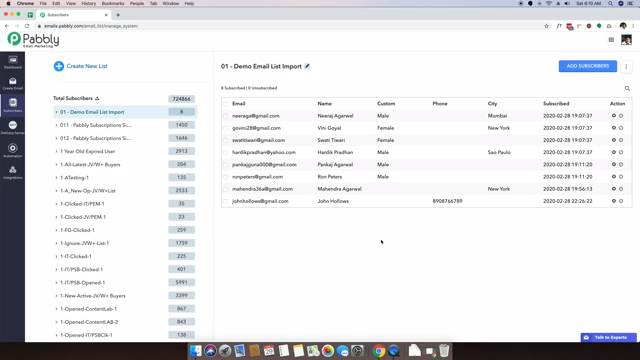 Chrome File Edit View History Bookmarks People Tab Window Help
Sat 8:10 AM
Subscribers
emails.pabbly.com/email_list/manage_system
Pabbly
Email Marketing
Dashboard
Email Create
Subscribers
Delivery Server
Automation
Integrations
Create New List
Total Subscribers 724866
01 - Demo Email List Import 8
011 - Pabbly Subscriptions Si... 1450
012 - Pabbly Subscriptions Si... 1646
1 Year Old Expired User 2913
1-All-Latest-JV/W+ Buyers 204
1-ATesting-1 135
1-A_New-Op-JV/W+List 2533
1-Clicked-IT/PEM-1 35
1-Clicked-JV/PEM-1 23
1-FG-Clicked-1 259
1-Ignore-JVW+-List-1 1759
1-IT-Clicked-1 225
1-IT/PSB-Clicked-1 401
1-IT/PSB-Opened-1 5991
1-New-Active-JV/W+ Buyers 3399
1-Opened-ContentLab-1 867
1-Opened-ContentLAB-2 843
1-Opened-IT/PSBClk-1 138
01 - Demo Email List Import
ADD SUBSCRIBERS
8 Subscribed | 0 Unsubscribed
Email Name Custom Phone City Subscribed Action
neeraga@gmail.com Neeraj Agarwal Male Mumbai 2020-02-28 19:07:37
govini28@gmail.com Vini Goyal Female New York 2020-02-28 19:07:37
swatitiwari@gmail.com Swati Tiwari Female 2020-02-28 19:07:37
hardikpradhan@yahoo.com Hardik Pradhan Male Sao Paulo 2020-02-28 19:07:37
pankajguna000@gmail.com Pankaj Agarwal Male 2020-02-28 19:11:20
ronpeters@gmail.com Ron Peters Male 2020-02-28 19:11:20
mahendra36a@gmail.com Mahendra Agarwal New York 2020-02-28 19:56:13
johnhollows@gmail.com John Hollows 8908766789 2020-02-28 22:26:22
Talk to Experts